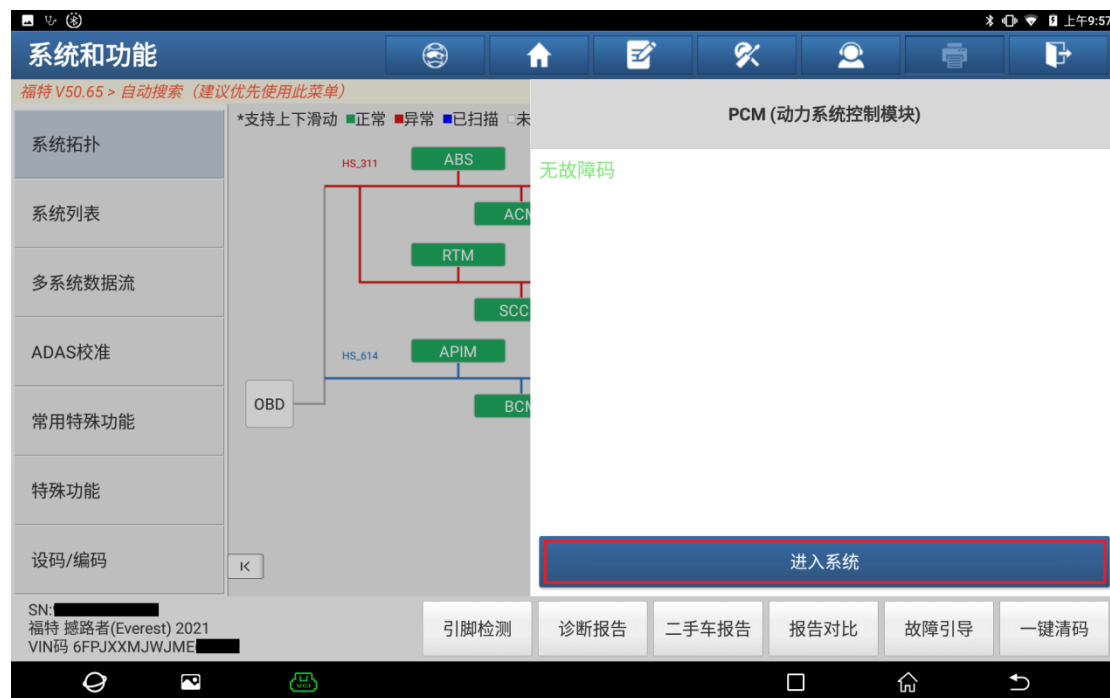 上午9:57
系统和功能
福特 V50.65 > 自动搜索（建议优先使用此菜单）
系统拓扑
系统列表
多系统数据流
ADAS校准
常用特殊功能
特殊功能
设码/编码
*支持上下滑动 ■正常 ■异常 ■已扫描 □未
HS_311
ABS
ACM
RTM
SCC
HS_614
APIM
OBD
BCM
PCM (动力系统控制模块)
无故障码
进入系统
SN:
福特 撼路者(Everest) 2021
VIN码 6FPJXXMJWJME
引脚检测
诊断报告
二手车报告
报告对比
故障引导
一键清码
VCI